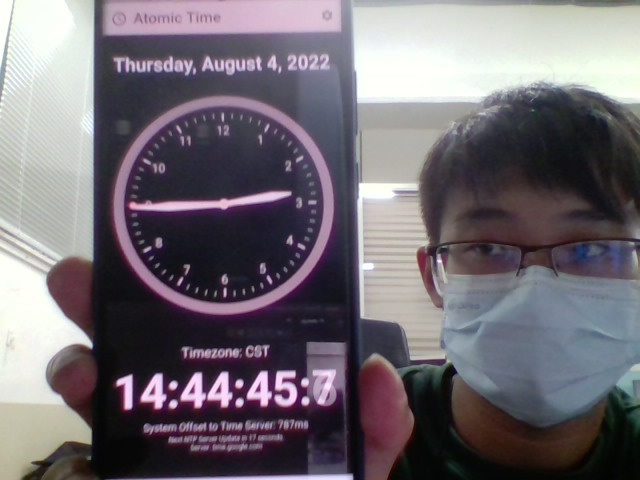 Atomic Time
Thursday, August 4, 2022
12
11 1
10 2
3
8 4
7 5
6
Timezone: CST
14:44:45:7
System Offset to Time Server: 787ms
Next NTP Server Update in 17 seconds
Server: time.google.com